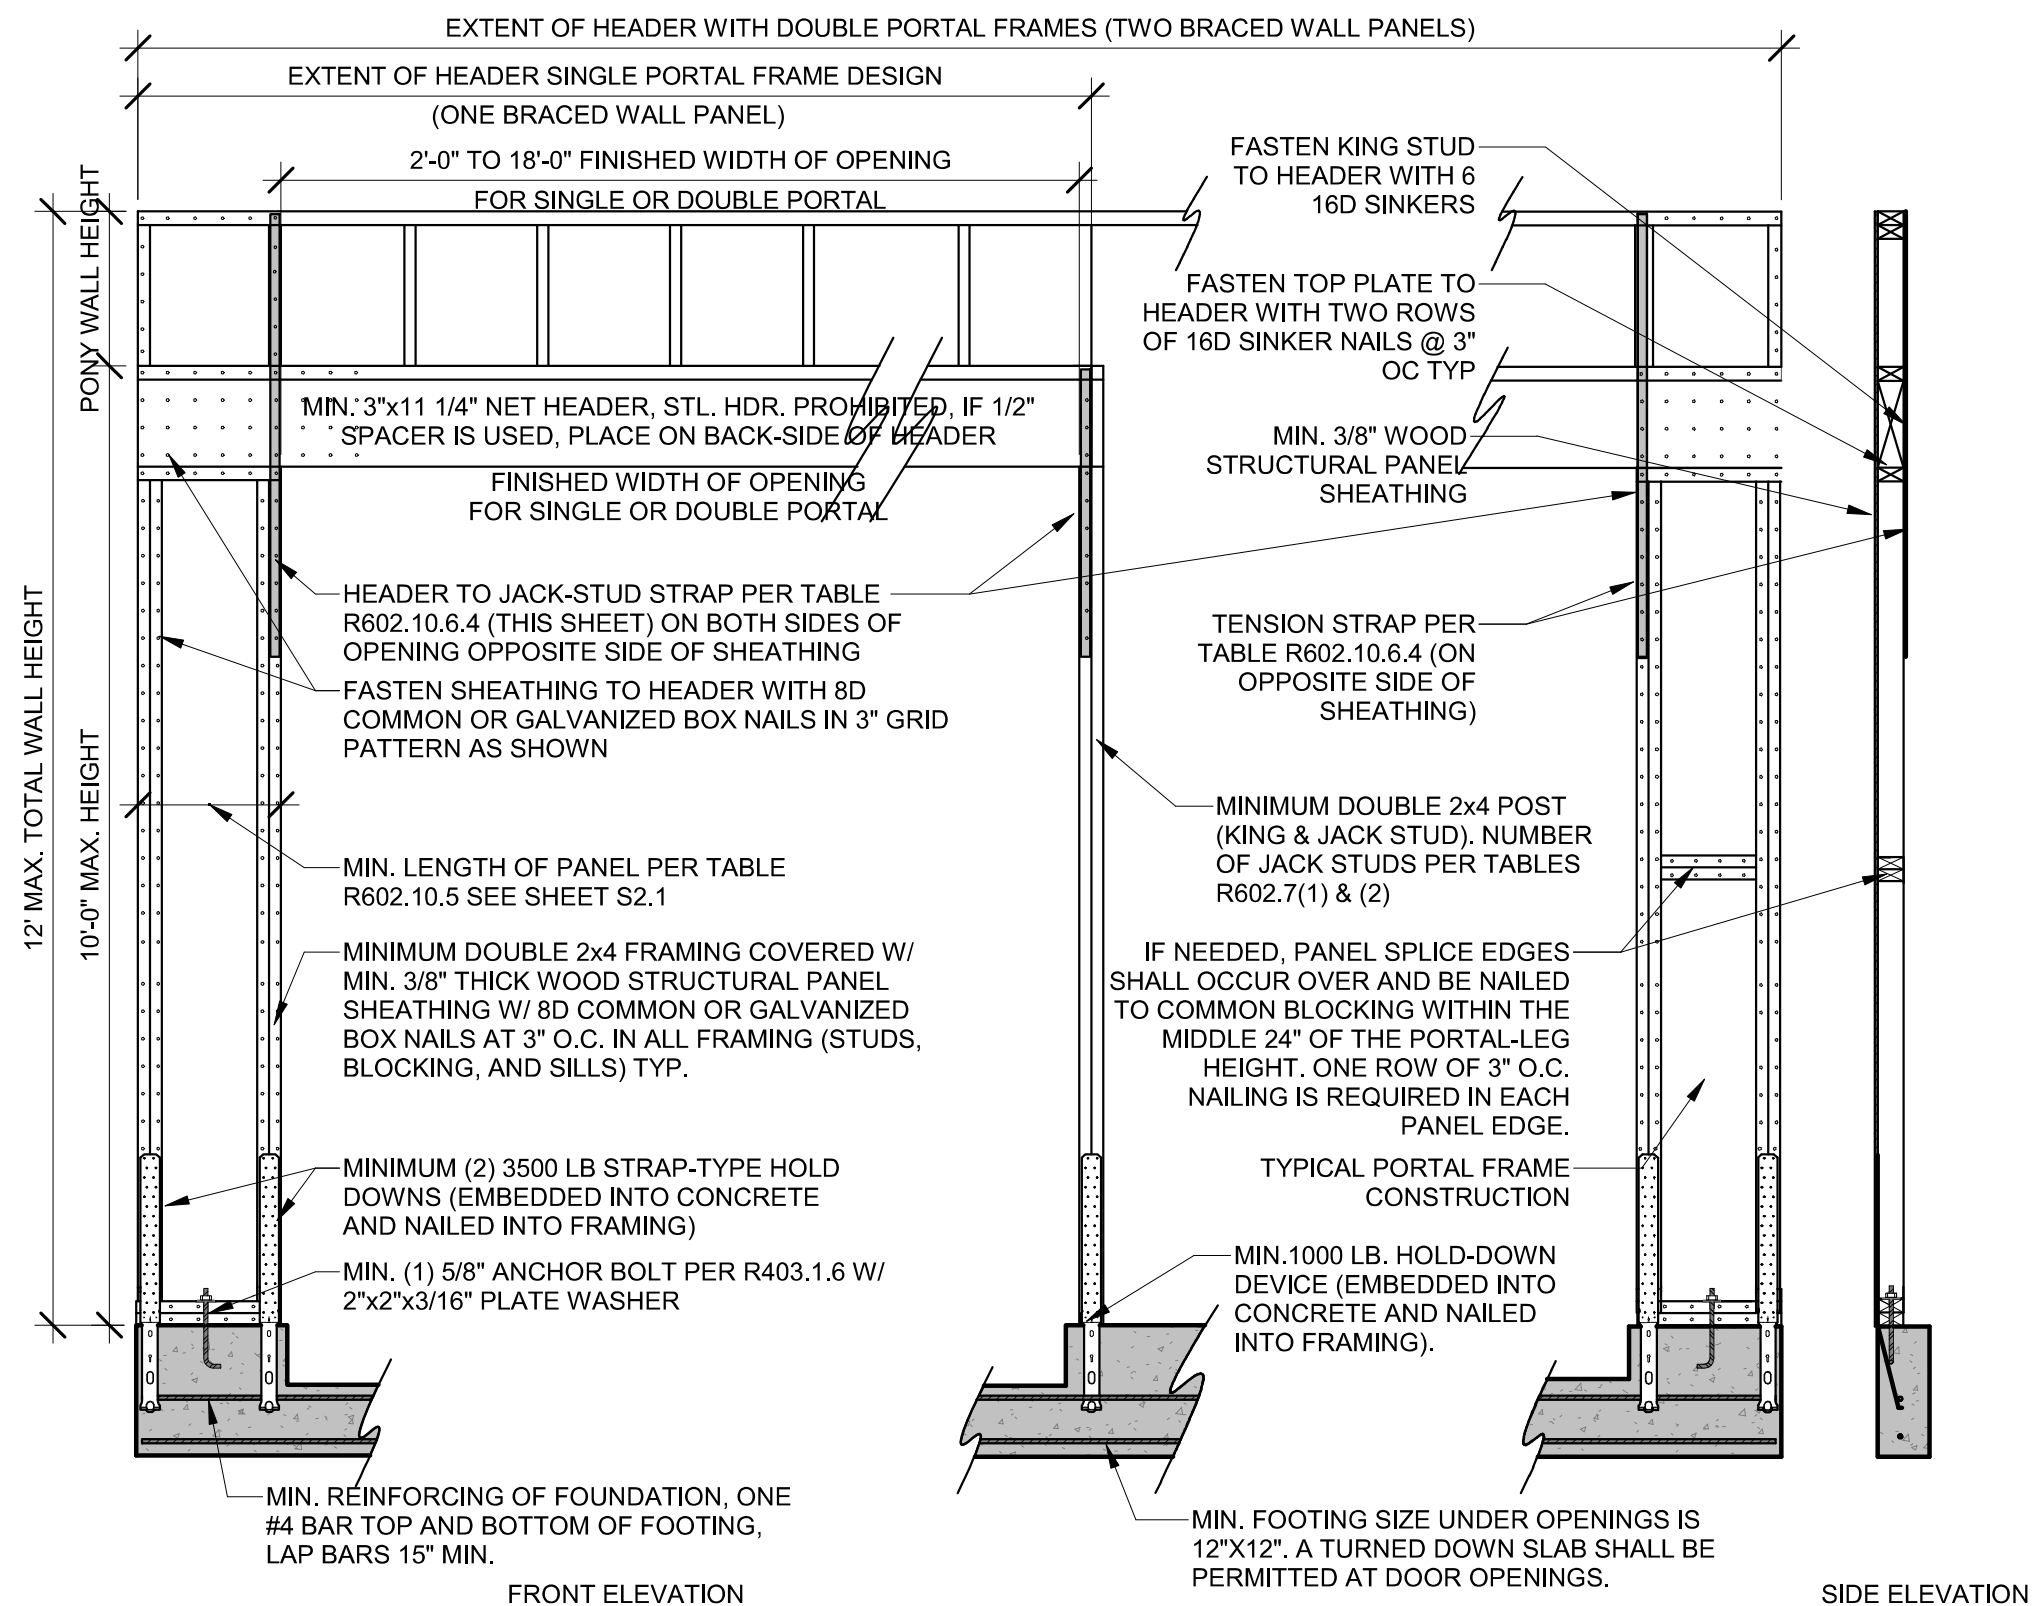 EXTENT OF HEADER WITH DOUBLE PORTAL FRAMES (TWO BRACED WALL PANELS)
EXTENT OF HEADER SINGLE PORTAL FRAME DESIGN
(ONE BRACED WALL PANEL)
2'-0" TO 18'-0" FINISHED WIDTH OF OPENING
FOR SINGLE OR DOUBLE PORTAL
FASTEN KING STUD
TO HEADER WITH 6
16D SINKERS
PONY WALL HEIGHT
FASTEN TOP PLATE TO
HEADER WITH TWO ROWS
OF 16D SINKER NAILS @ 3"
OC TYP
MIN. 3"x11 1/4" NET HEADER, STL. HDR. PROHIBITED, IF 1/2"
SPACER IS USED, PLACE ON BACK-SIDE OF HEADER
MIN. 3/8" WOOD
STRUCTURAL PANEL
SHEATHING
FINISHED WIDTH OF OPENING
FOR SINGLE OR DOUBLE PORTAL
HEADER TO JACK-STUD STRAP PER TABLE
R602.10.6.4 (THIS SHEET) ON BOTH SIDES OF
OPENING OPPOSITE SIDE OF SHEATHING
TENSION STRAP PER
TABLE R602.10.6.4 (ON
OPPOSITE SIDE OF
SHEATHING)
FASTEN SHEATHING TO HEADER WITH 8D
COMMON OR GALVANIZED BOX NAILS IN 3" GRID
PATTERN AS SHOWN
12' MAX. TOTAL WALL HEIGHT
10'-0" MAX. HEIGHT
MINIMUM DOUBLE 2x4 POST
(KING & JACK STUD). NUMBER
OF JACK STUDS PER TABLES
R602.7(1) & (2)
MIN. LENGTH OF PANEL PER TABLE
R602.10.5 SEE SHEET S2.1
MINIMUM DOUBLE 2x4 FRAMING COVERED W/
MIN. 3/8" THICK WOOD STRUCTURAL PANEL
SHEATHING W/ 8D COMMON OR GALVANIZED
BOX NAILS AT 3" O.C. IN ALL FRAMING (STUDS,
BLOCKING, AND SILLS) TYP.
IF NEEDED, PANEL SPLICE EDGES
SHALL OCCUR OVER AND BE NAILED
TO COMMON BLOCKING WITHIN THE
MIDDLE 24" OF THE PORTAL-LEG
HEIGHT. ONE ROW OF 3" O.C.
NAILING IS REQUIRED IN EACH
PANEL EDGE.
MINIMUM (2) 3500 LB STRAP-TYPE HOLD
DOWNS (EMBEDDED INTO CONCRETE
AND NAILED INTO FRAMING)
TYPICAL PORTAL FRAME
CONSTRUCTION
MIN. (1) 5/8" ANCHOR BOLT PER R403.1.6 W/
2"x2"x3/16" PLATE WASHER
MIN.1000 LB. HOLD-DOWN
DEVICE (EMBEDDED INTO
CONCRETE AND NAILED
INTO FRAMING).
MIN. REINFORCING OF FOUNDATION, ONE
#4 BAR TOP AND BOTTOM OF FOOTING,
LAP BARS 15" MIN.
MIN. FOOTING SIZE UNDER OPENINGS IS
12"X12". A TURNED DOWN SLAB SHALL BE
PERMITTED AT DOOR OPENINGS.
FRONT ELEVATION
SIDE ELEVATION